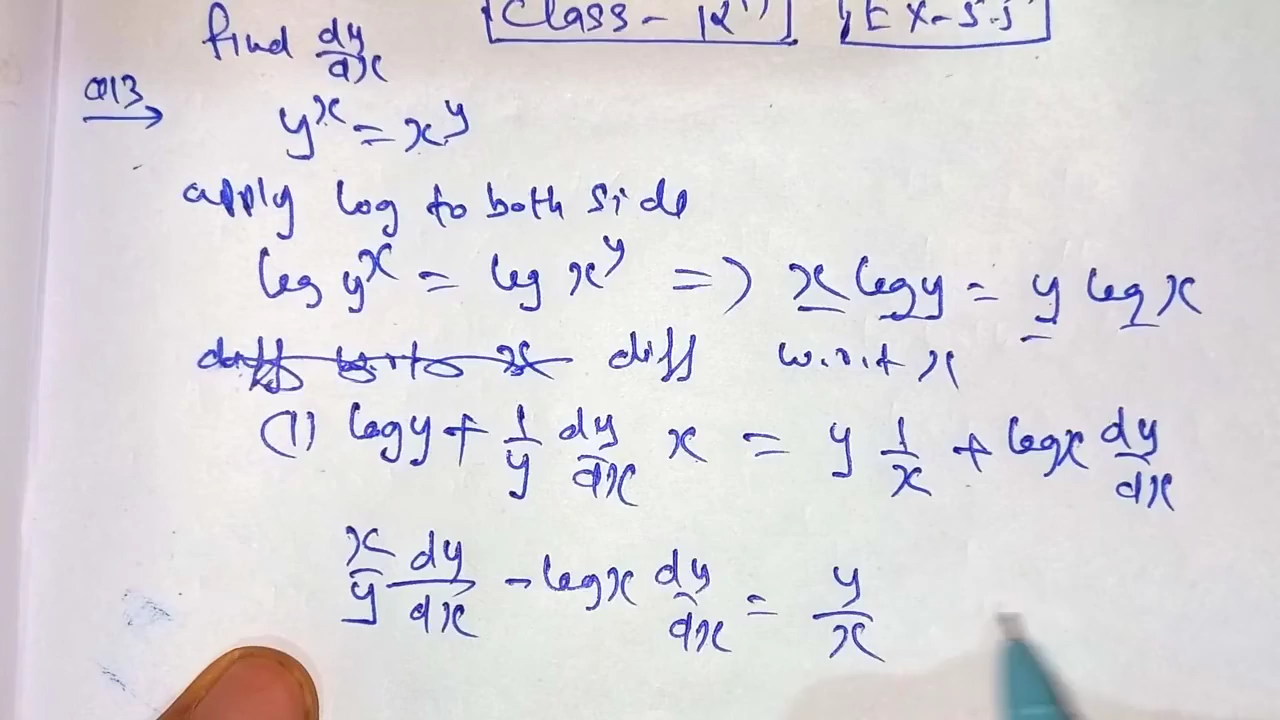 find dy/dx
Class - 12th
Ex - 5.5
Q13
y^x = x^y
apply log to both side
log y^x = log x^y => x log y = y log x
diff w.r.t x
(1) log y + 1/y dy/dx x = y 1/x + log x dy/dx
x/y dy/dx - log x dy/dx = y/x